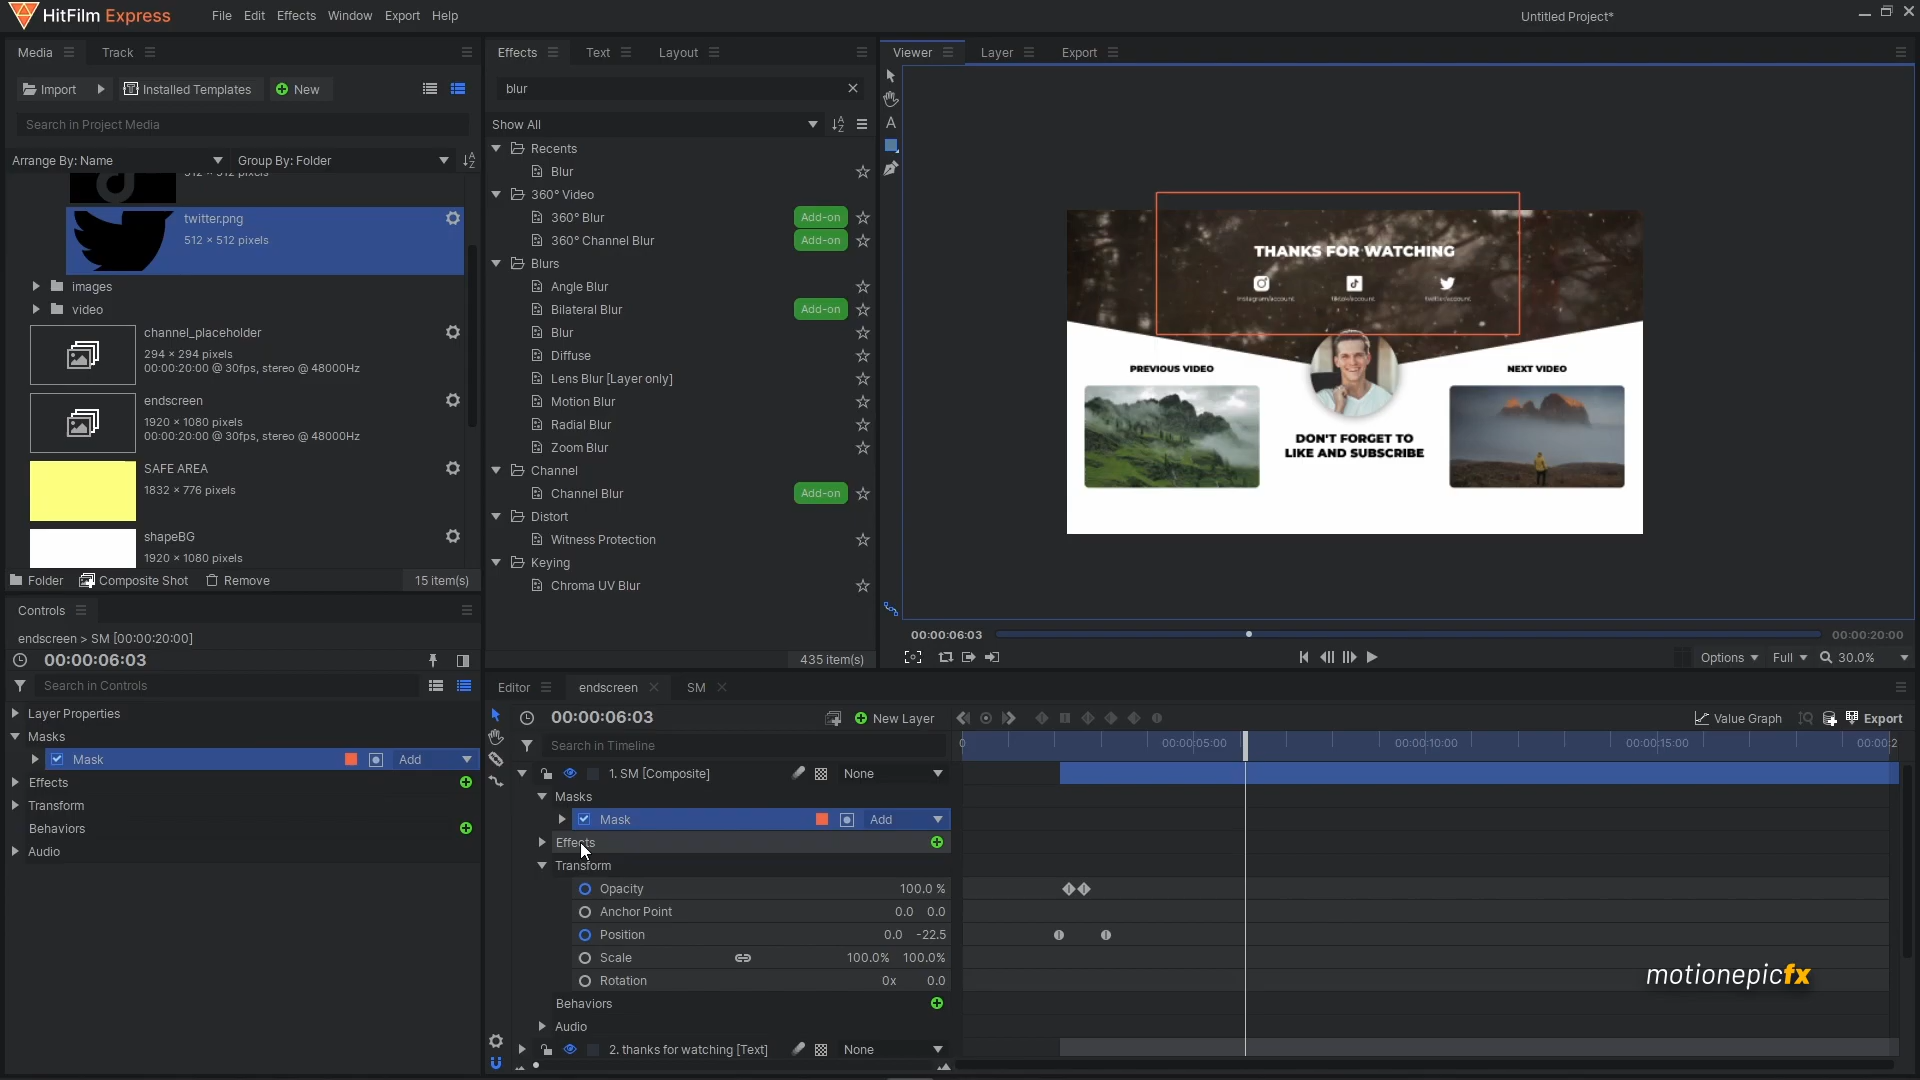 HitFilm Express
File Edit Effects Window Export Help
Untitled Project*
Media Track
Import Installed Templates New
Search in Project Media
Arrange By: Name Group By: Folder
twitter.png
512 × 512 pixels
images
video
channel_placeholder
294 × 294 pixels
00:00:20:00 @ 30fps, stereo @ 48000Hz
endscreen
1920 × 1080 pixels
00:00:20:00 @ 30fps, stereo @ 48000Hz
SAFE AREA
1832 × 776 pixels
shapeBG
1920 × 1080 pixels
Folder Composite Shot Remove 15 item(s)
Effects Text Layout
blur
Show All
Recents
Blur
360° Video
360° Blur Add-on
360° Channel Blur Add-on
Blurs
Angle Blur
Bilateral Blur Add-on
Blur
Diffuse
Lens Blur [Layer only]
Motion Blur
Radial Blur
Zoom Blur
Channel
Channel Blur Add-on
Distort
Witness Protection
Keying
Chroma UV Blur
435 item(s)
Viewer Layer Export
THANKS FOR WATCHING
PREVIOUS VIDEO
NEXT VIDEO
DON'T FORGET TO
LIKE AND SUBSCRIBE
00:00:06:03 00:00:20:00
Options Full 30.0%
Controls
endscreen > SM [00:00:20:00]
00:00:06:03
Search in Controls
Layer Properties
Masks
Mask Add
Effects
Transform
Behaviors
Audio
Editor endscreen SM
00:00:06:03 New Layer Value Graph Export
Search in Timeline
0 00:00:05:00 00:00:10:00 00:00:15:00 00:00:2
1. SM [Composite] None
Masks
Mask Add
Effects
Transform
Opacity 100.0 %
Anchor Point 0.0 0.0
Position 0.0 -22.5
Scale 100.0% 100.0%
Rotation 0x 0.0
Behaviors
Audio
2. thanks for watching [Text] None
motionepicfx